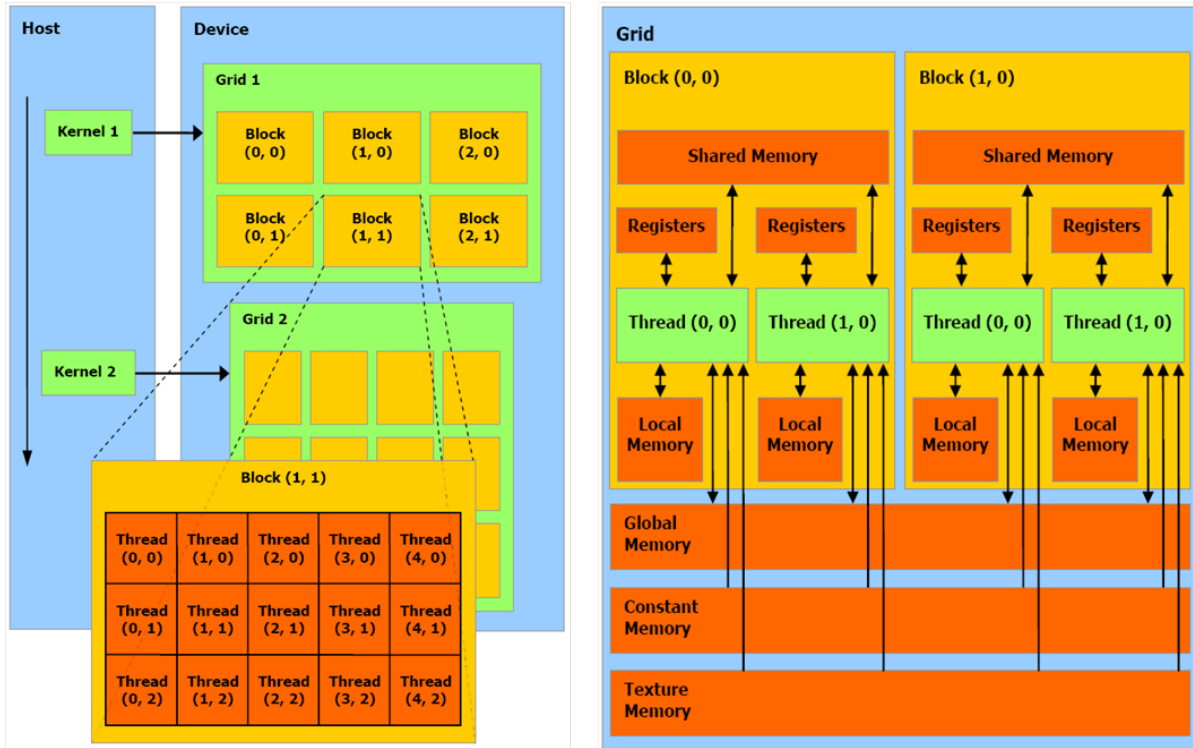 Host
Device
Grid 1
Kernel 1
Block
(0, 0)
Block
(1, 0)
Block
(2, 0)
Block
(0, 1)
Block
(1, 1)
Block
(2, 1)
Grid 2
Kernel 2
Block (1, 1)
Thread
(0, 0)
Thread
(1, 0)
Thread
(2, 0)
Thread
(3, 0)
Thread
(4, 0)
Thread
(0, 1)
Thread
(1, 1)
Thread
(2, 1)
Thread
(3, 1)
Thread
(4, 1)
Thread
(0, 2)
Thread
(1, 2)
Thread
(2, 2)
Thread
(3, 2)
Thread
(4, 2)
Grid
Block (0, 0)
Shared Memory
Registers
Registers
Thread (0, 0)
Thread (1, 0)
Local
Memory
Local
Memory
Block (1, 0)
Shared Memory
Registers
Registers
Thread (0, 0)
Thread (1, 0)
Local
Memory
Local
Memory
Global
Memory
Constant
Memory
Texture
Memory